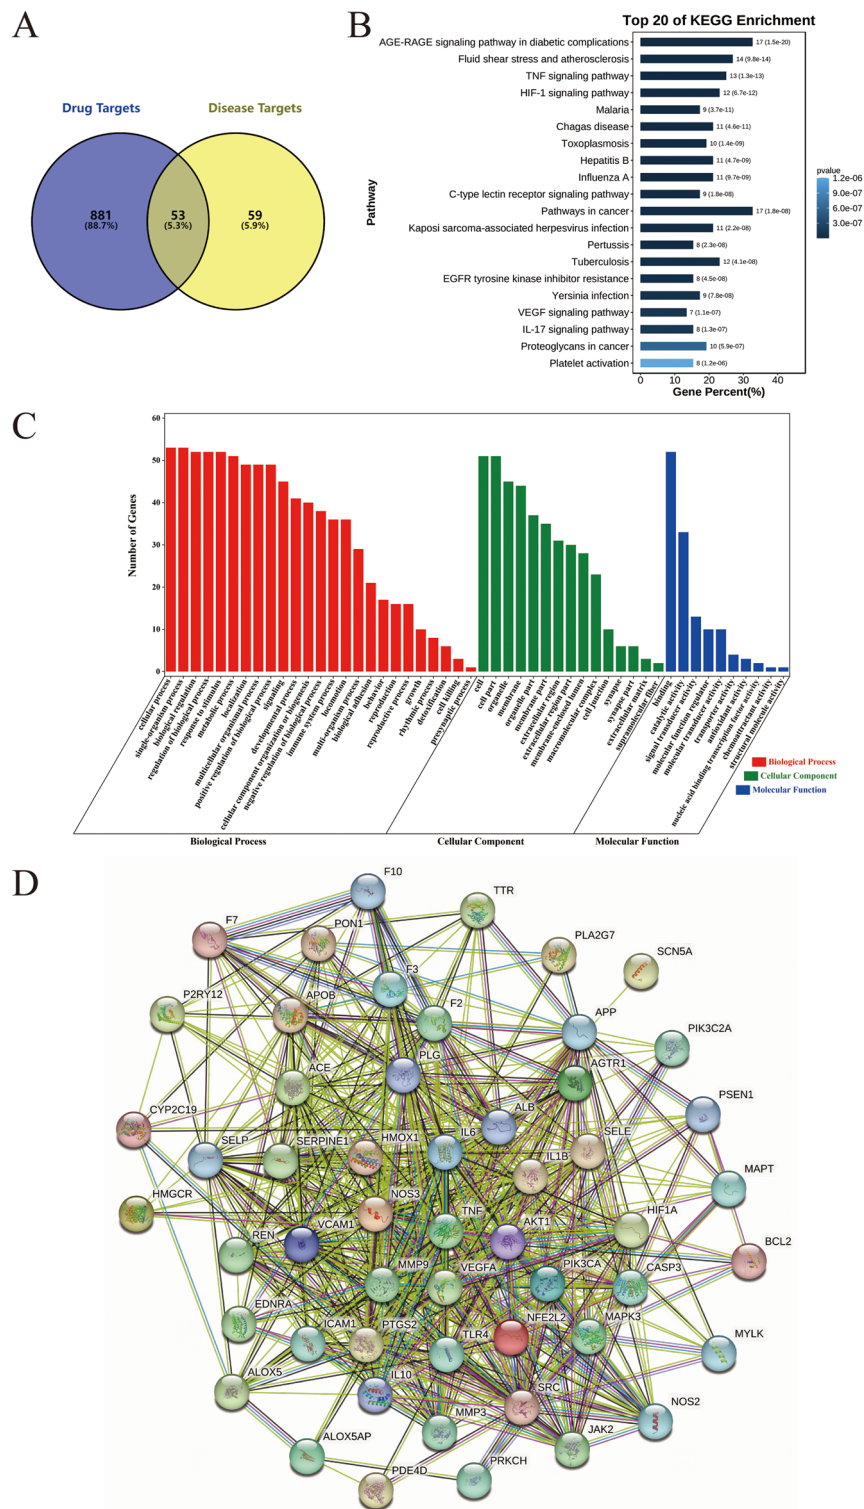 A
Drug Targets
Disease Targets
881
(88.7%)
53
(5.3%)
59
(5.9%)
B
Top 20 of KEGG Enrichment
Pathway
AGE-RAGE signaling pathway in diabetic complications 17 (1.5e-20)
Fluid shear stress and atherosclerosis 14 (9.8e-14)
TNF signaling pathway 13 (1.3e-13)
HIF-1 signaling pathway 12 (6.7e-12)
Malaria 9 (3.7e-11)
Chagas disease 11 (4.6e-11)
Toxoplasmosis 10 (1.4e-09)
Hepatitis B 11 (4.7e-09)
Influenza A 11 (9.7e-09)
C-type lectin receptor signaling pathway 9 (1.8e-08)
Pathways in cancer 17 (1.8e-08)
Kaposi sarcoma-associated herpesvirus infection 11 (2.2e-08)
Pertussis 8 (2.3e-08)
Tuberculosis 12 (4.1e-08)
EGFR tyrosine kinase inhibitor resistance 8 (4.5e-08)
Yersinia infection 9 (7.8e-08)
VEGF signaling pathway 7 (1.1e-07)
IL-17 signaling pathway 8 (1.3e-07)
Proteoglycans in cancer 10 (5.9e-07)
Platelet activation 8 (1.2e-06)
0 10 20 30 40
Gene Percent(%)
pvalue
1.2e-06
9.0e-07
6.0e-07
3.0e-07
C
Number of Genes
60
50
40
30
20
10
0
cellular process
single-organism process
biological regulation
regulation of biological process
response to stimulus
metabolic process
localization
multicellular organismal process
positive regulation of biological process
signaling
developmental process
cellular component organization or biogenesis
negative regulation of biological process
immune system process
locomotion
multi-organism process
biological adhesion
behavior
reproduction
reproductive process
growth
rhythmic process
detoxification
cell killing
presynaptic process
cell
cell part
organelle
membrane
organelle part
membrane part
extracellular region
extracellular region part
membrane-enclosed lumen
macromolecular complex
cell junction
synapse
synapse part
extracellular matrix
supramolecular fiber
binding
catalytic activity
signal transducer activity
molecular function regulator
molecular transducer activity
transporter activity
antioxidant activity
nucleic acid binding transcription factor activity
chemoattractant activity
structural molecule activity
Biological Process
Cellular Component
Molecular Function
Biological Process
Cellular Component
Molecular Function
D
F10
TTR
F7
PON1
PLA2G7
SCN5A
F3
P2RY12
APOB
F2
APP
PIK3C2A
PLG
ACE
AGTR1
PSEN1
CYP2C19
ALB
SELP
SERPINE1
HMOX1
IL6
SELE
IL1B
MAPT
HMGCR
NOS3
HIF1A
VCAM1
TNF
AKT1
REN
BCL2
MMP9
VEGFA
PIK3CA
CASP3
EDNRA
ICAM1
PTGS2
NFE2L2
MAPK3
TLR4
MYLK
ALOX5
IL10
SRC
NOS2
MMP3
JAK2
ALOX5AP
PDE4D
PRKCH